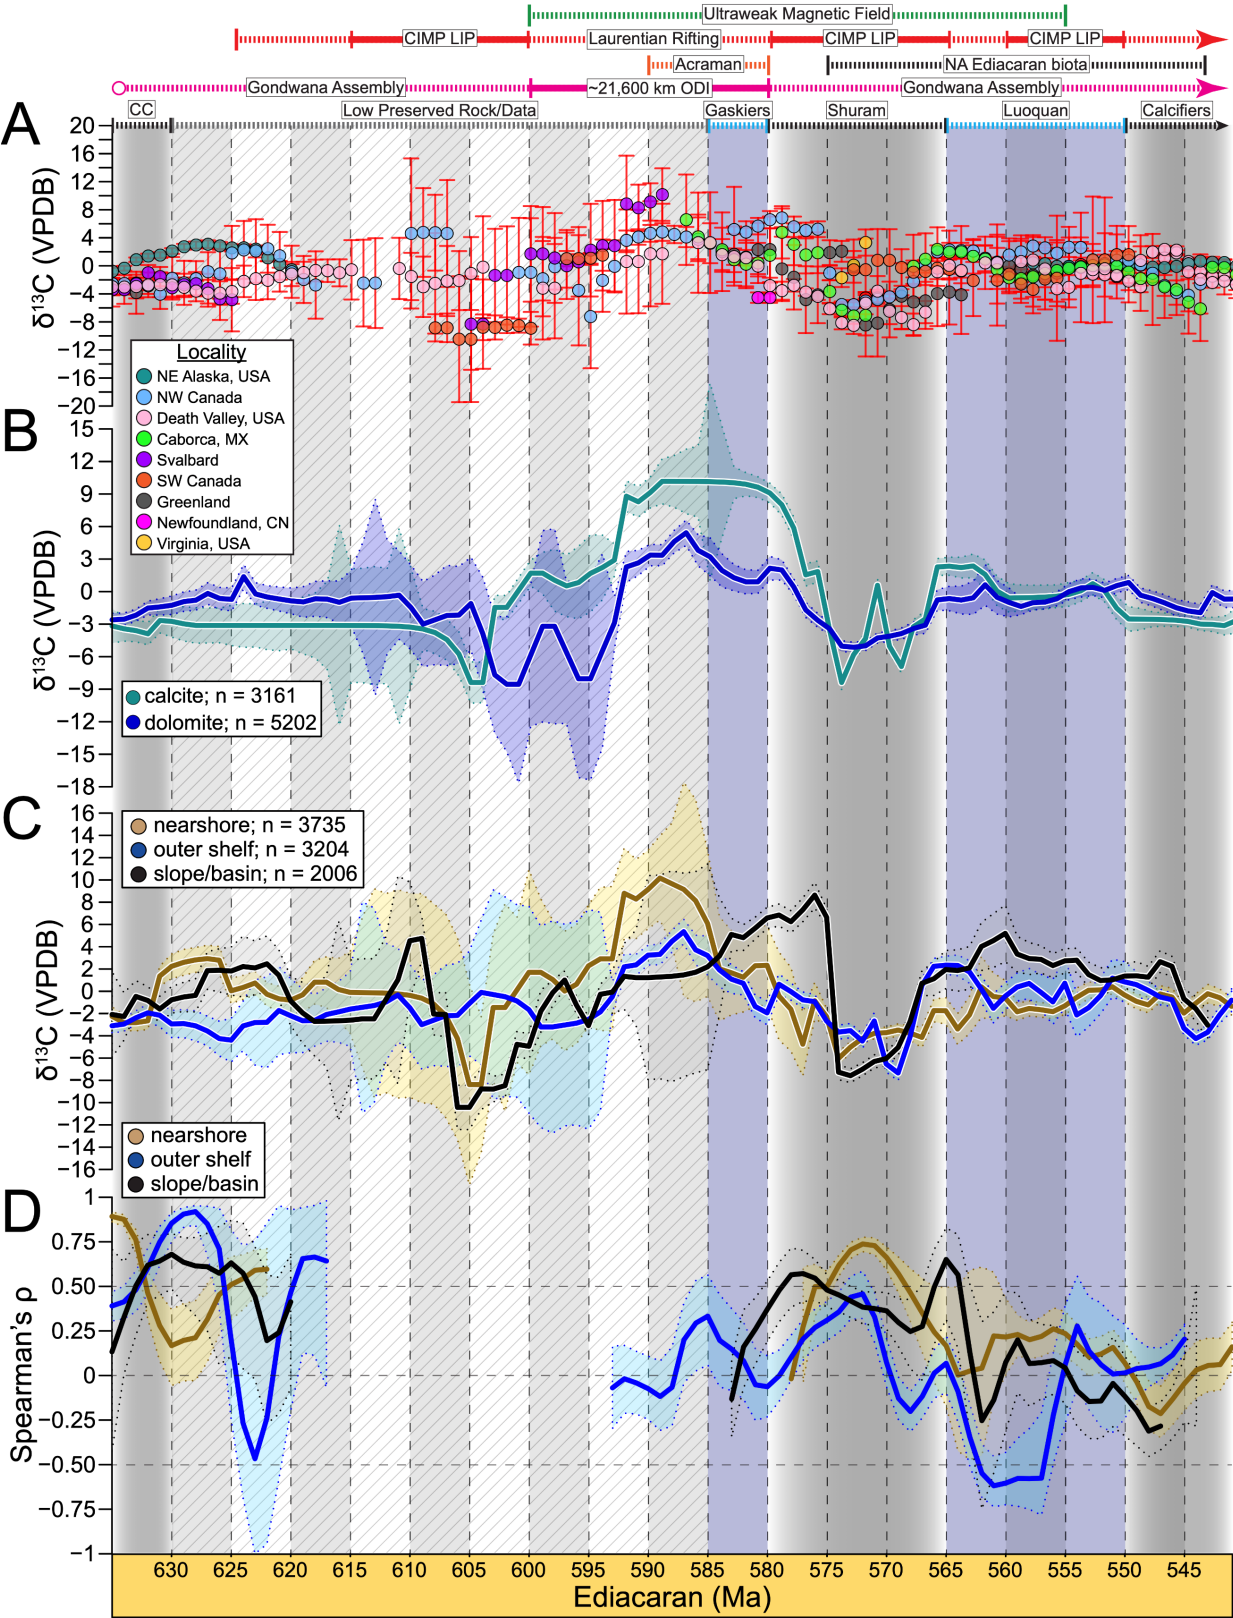 Ultraweak Magnetic Field
CIMP LIP Laurentian Rifting CIMP LIP CIMP LIP
Acraman NA Ediacaran biota
Gondwana Assembly ~21,600 km ODI Gondwana Assembly
CC Low Preserved Rock/Data Gaskiers Shuram Luoquan Calcifiers
A
δ13C (VPDB)
20
16
12
8
4
0
−4
−8
−12
−16
−20
Locality
NE Alaska, USA
NW Canada
Death Valley, USA
Caborca, MX
Svalbard
SW Canada
Greenland
Newfoundland, CN
Virginia, USA
B
δ13C (VPDB)
15
12
9
6
3
0
−3
−6
−9
−12
−15
−18
calcite; n = 3161
dolomite; n = 5202
C
δ13C (VPDB)
16
14
12
10
8
6
4
2
0
−2
−4
−6
−8
−10
−12
−14
−16
nearshore; n = 3735
outer shelf; n = 3204
slope/basin; n = 2006
nearshore
outer shelf
slope/basin
D
Spearman's ρ
1
0.75
0.50
0.25
0
−0.25
−0.50
−0.75
−1
630 625 620 615 610 605 600 595 590 585 580 575 570 565 560 555 550 545
Ediacaran (Ma)